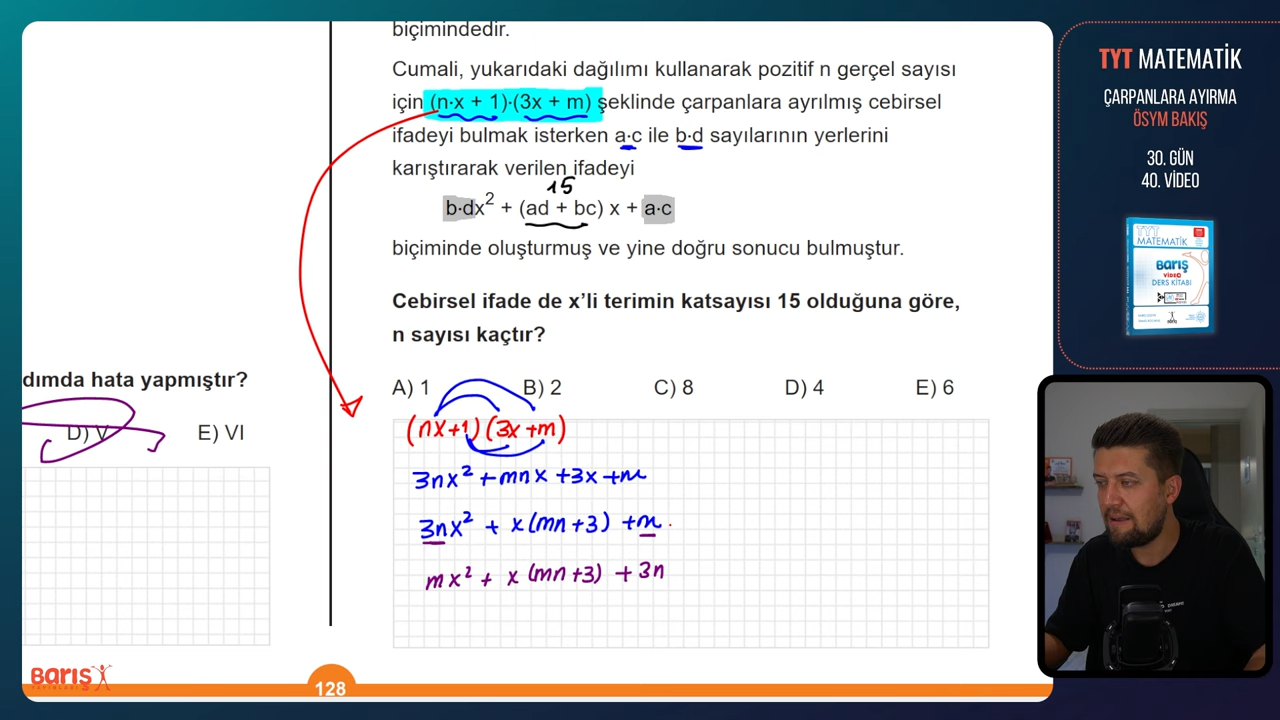 biçimindedir.
Cumali, yukarıdaki dağılımı kullanarak pozitif n gerçel sayısı
için (n·x + 1)·(3x + m) şeklinde çarpanlara ayrılmış cebirsel
ifadeyi bulmak isterken a·c ile b·d sayılarının yerlerini
karıştırarak verilen ifadeyi
15
b·dx² + (ad + bc) x + a·c
biçiminde oluşturmuş ve yine doğru sonucu bulmuştur.
Cebirsel ifade de x'li terimin katsayısı 15 olduğuna göre,
n sayısı kaçtır?
A) 1 B) 2 C) 8 D) 4 E) 6
(nx+1)(3x+m)
3nx² + mnx + 3x + m
3nx² + x(mn+3) + m
mx² + x(mn+3) + 3n
dımda hata yapmıştır?
D) V E) VI
BARIŞ
YAYINLARI
128
TYT MATEMATİK
ÇARPANLARA AYIRMA
ÖSYM BAKIŞ
30. GÜN
40. VİDEO
TYT
MATEMATİK
BARIŞ
VİDEO
DERS KİTABI